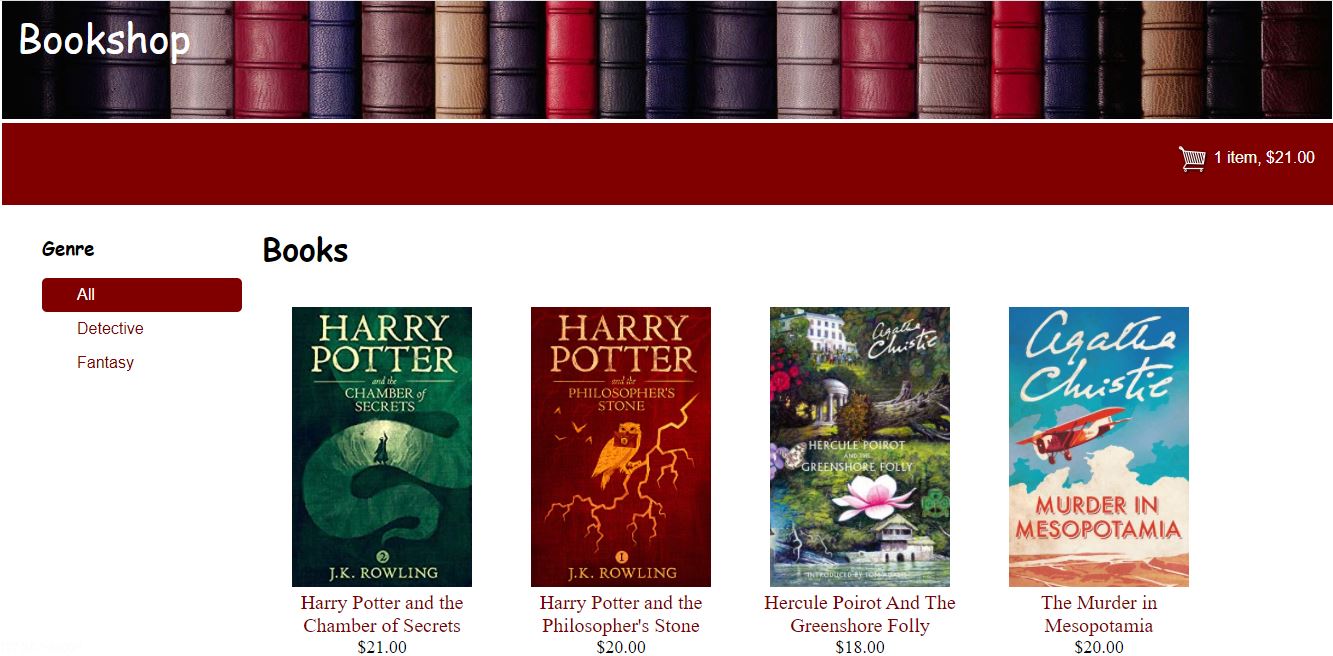 Bookshop
1 item, $21.00
Genre
All
Detective
Fantasy
Books
HARRY
POTTER
and the
CHAMBER of
SECRETS
2
J.K. ROWLING
Harry Potter and the
Chamber of Secrets
$21.00
HARRY
POTTER
and the
PHILOSOPHER'S
STONE
1
J.K. ROWLING
Harry Potter and the
Philosopher's Stone
$20.00
Agatha
Christie
HERCULE POIROT
AND THE
GREENSHORE FOLLY
INTRODUCED BY TOM
Hercule Poirot And The
Greenshore Folly
$18.00
Agatha
Christie
MURDER IN
MESOPOTAMIA
The Murder in
Mesopotamia
$20.00